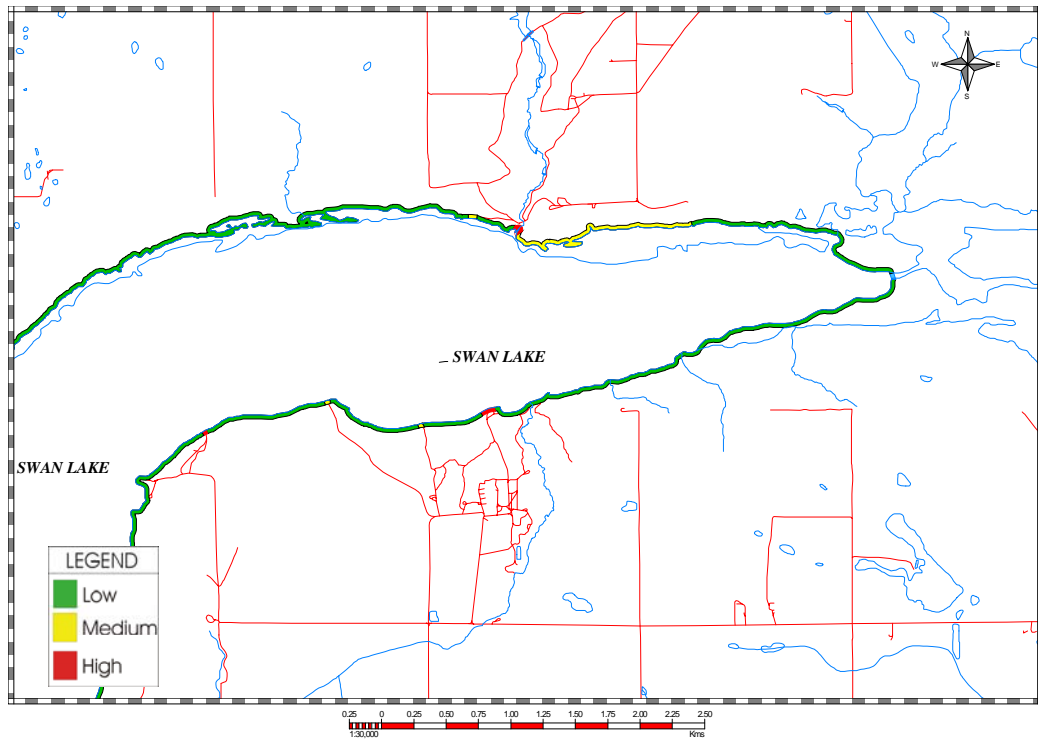 N
W E
S
SWAN LAKE
SWAN LAKE
LEGEND
Low
Medium
High
0.25 0 0.25 0.50 0.75 1.00 1.25 1.50 1.75 2.00 2.25 2.50
1:30,000 Kms